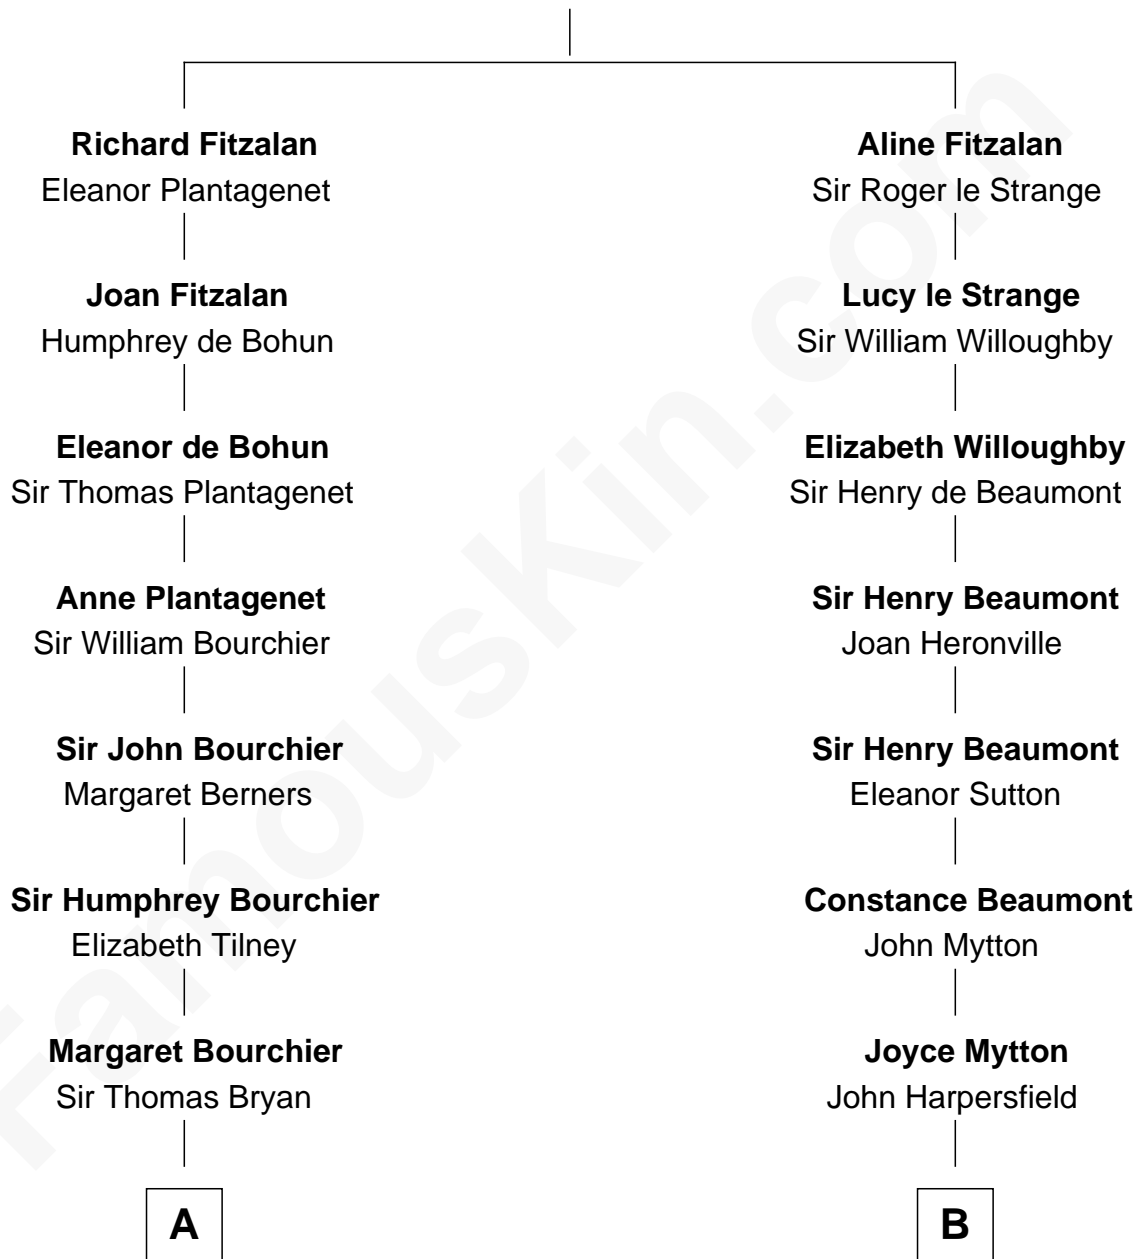 Richard Fitzalan
Eleanor Plantagenet
Joan Fitzalan
Humphrey de Bohun
Eleanor de Bohun
Sir Thomas Plantagenet
Anne Plantagenet
Sir William Bourchier
Sir John Bourchier
Margaret Berners
Sir Humphrey Bourchier
Elizabeth Tilney
Margaret Bourchier
Sir Thomas Bryan
A
Aline Fitzalan
Sir Roger le Strange
Lucy le Strange
Sir William Willoughby
Elizabeth Willoughby
Sir Henry de Beaumont
Sir Henry Beaumont
Joan Heronville
Sir Henry Beaumont
Eleanor Sutton
Constance Beaumont
John Mytton
Joyce Mytton
John Harpersfield
B
FamousKin.com